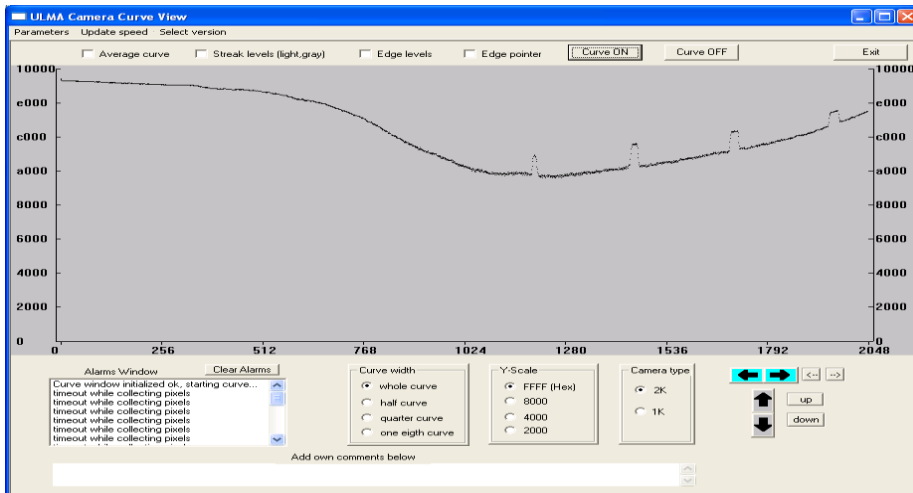 ULMA Camera Curve View
Parameters Update speed Select version
Average curve Streak levels (light,gray) Edge levels Edge pointer Curve ON Curve OFF Exit
10000 10000
e000 e000
c000 c000
a000 a000
8000 8000
6000 6000
4000 4000
2000 2000
0 0
0 256 512 768 1024 1280 1536 1792 2048
Alarms Window Clear Alarms Curve width Y-Scale Camera type
Curve window initialized ok, starting curve... whole curve FFFF (Hex) 2K <-- -->
timeout while collecting pixels
timeout while collecting pixels half curve 8000 1K up
timeout while collecting pixels quarter curve 4000 down
timeout while collecting pixels one eigth curve 2000
timeout while collecting pixels
Add own comments below